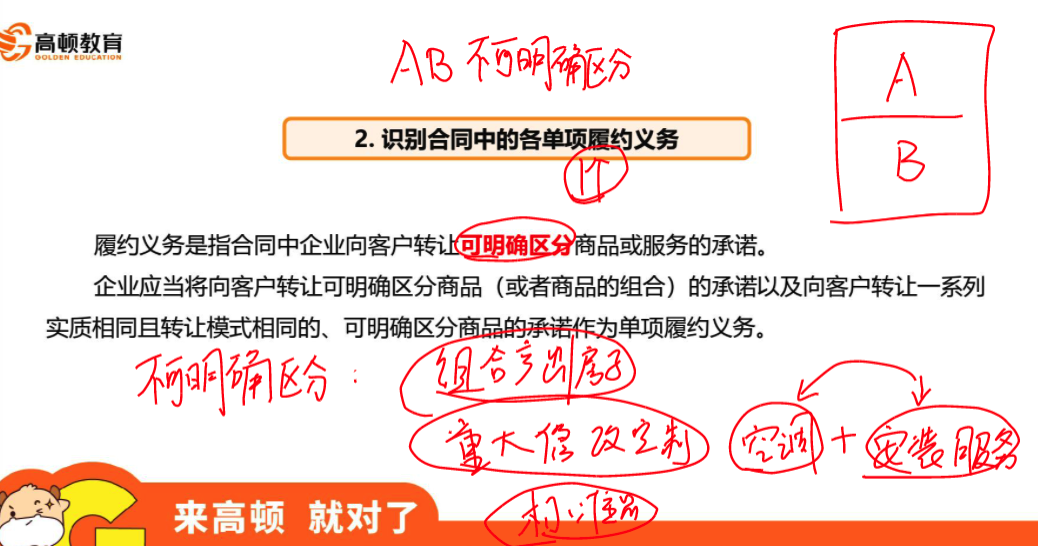 高顿教育
GOLDEN EDUCATION
AB 不可明确区分
A
B
2. 识别合同中的各单项履约义务
1个
履约义务是指合同中企业向客户转让可明确区分商品或服务的承诺。
企业应当将向客户转让可明确区分商品（或者商品的组合）的承诺以及向客户转让一系列
实质相同且转让模式相同的、可明确区分商品的承诺作为单项履约义务。
不可明确区分：
组合产出房子
重大修改定制
空调 + 安装服务
来高顿 就对了